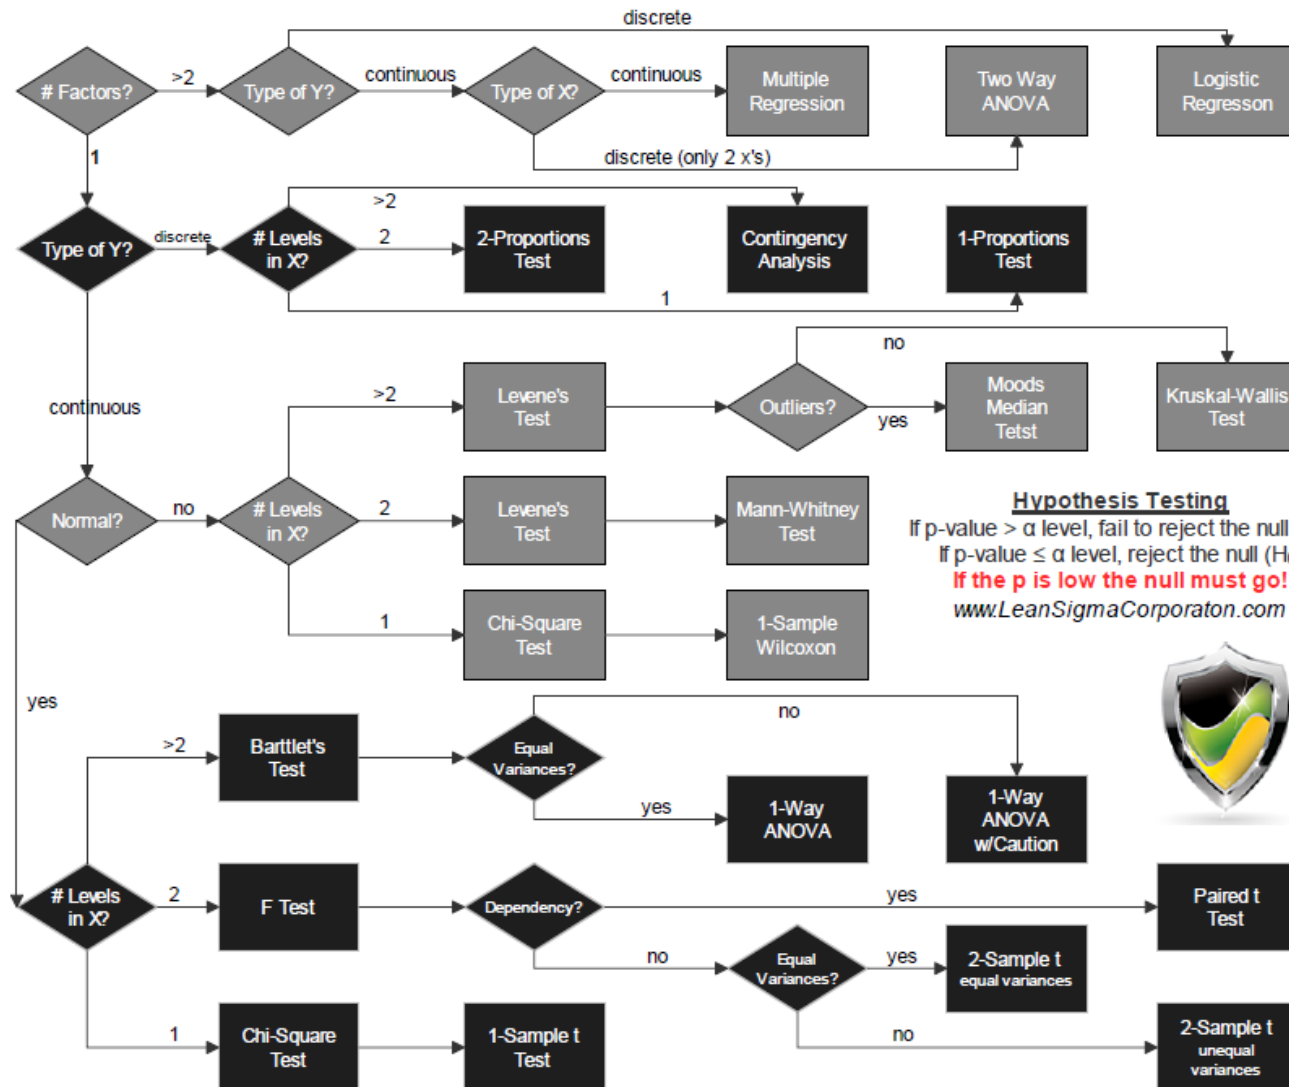 discrete
# Factors?
>2
Type of Y?
continuous
Type of X?
continuous
Multiple
Regression
Two Way
ANOVA
Logistic
Regresson
1
discrete (only 2 x's)
Type of Y?
discrete
# Levels
in X?
>2
2
2-Proportions
Test
Contingency
Analysis
1-Proportions
Test
1
continuous
no
>2
Levene's
Test
Outliers?
yes
Moods
Median
Tetst
Kruskal-Wallis
Test
Normal?
no
# Levels
in X?
2
Levene's
Test
Mann-Whitney
Test
1
Chi-Square
Test
1-Sample
Wilcoxon
Hypothesis Testing
If p-value > α level, fail to reject the null
If p-value ≤ α level, reject the null (H
If the p is low the null must go!
www.LeanSigmaCorporaton.com
yes
>2
Barttlet's
Test
Equal
Variances?
no
yes
1-Way
ANOVA
1-Way
ANOVA
w/Caution
# Levels
in X?
2
F Test
Dependency?
yes
Paired t
Test
no
Equal
Variances?
yes
2-Sample t
equal variances
1
Chi-Square
Test
1-Sample t
Test
no
2-Sample t
unequal
variances